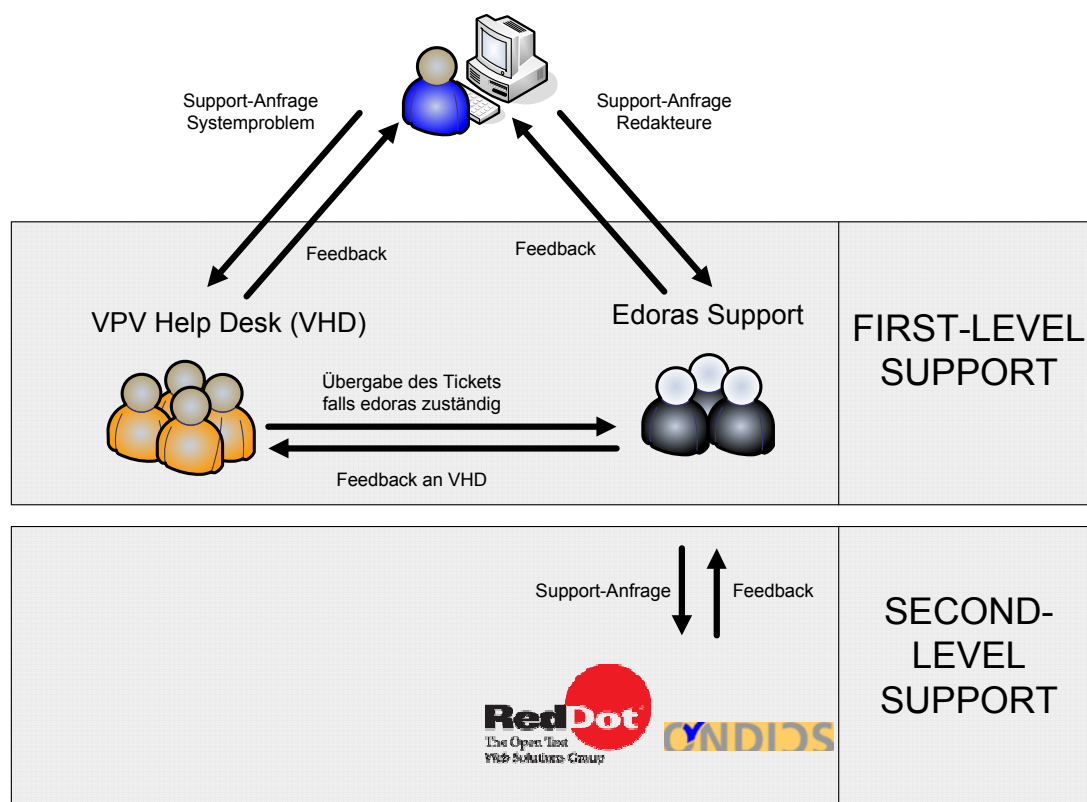 Support-Anfrage
Systemproblem
Support-Anfrage
Redakteure
Feedback
Feedback
VPV Help Desk (VHD)
Edoras Support
FIRST-LEVEL
SUPPORT
Übergabe des Tickets
falls edoras zuständig
Feedback an VHD
Support-Anfrage
Feedback
SECOND-
LEVEL
SUPPORT
RedDot
The Open Text
Web Solutions Group